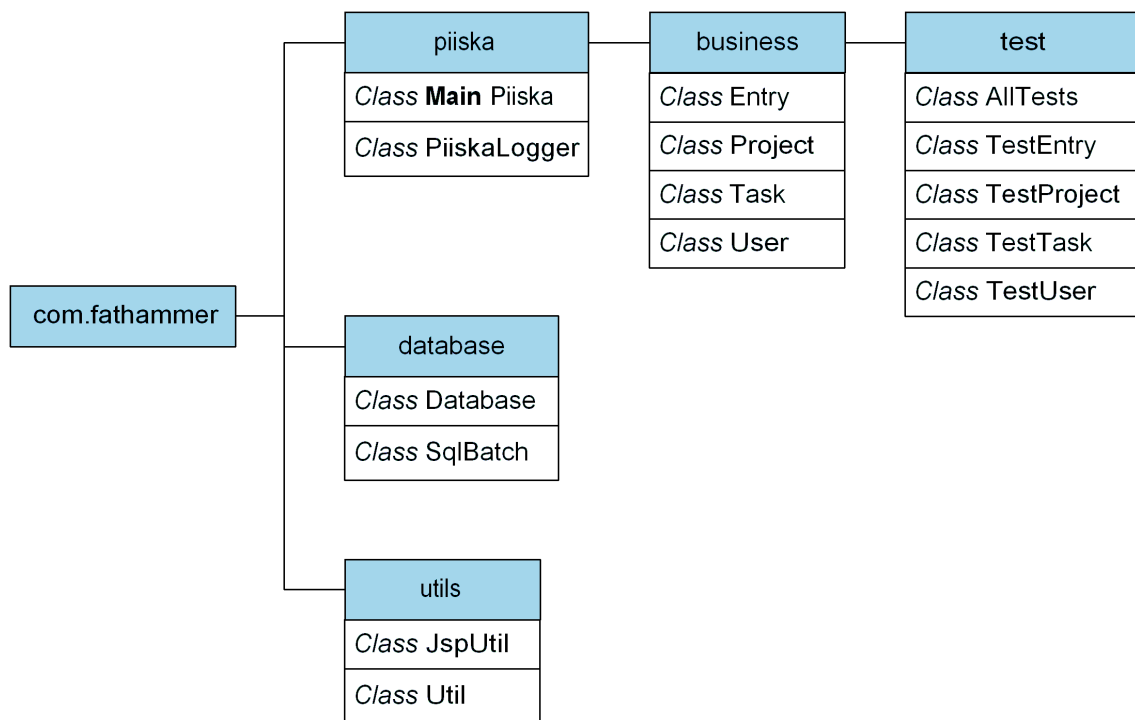 piiska
Class Main Piiska
Class PiiskaLogger
business
Class Entry
Class Project
Class Task
Class User
test
Class AllTests
Class TestEntry
Class TestProject
Class TestTask
Class TestUser
com.fathammer
database
Class Database
Class SqlBatch
utils
Class JspUtil
Class Util